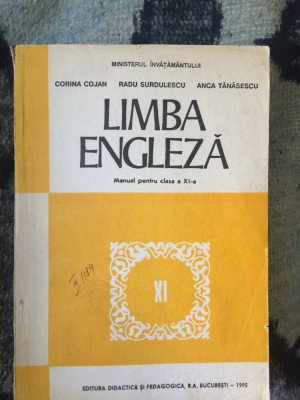 MINISTERUL ÎNVĂȚĂMÂNTULUI
CORINA COJAN RADU SURDULESCU ANCA TĂNĂSESCU
LIMBA
ENGLEZĂ
Manual pentru clasa a XI-a
XI
EDITURA DIDACTICĂ ȘI PEDAGOGICĂ, R.A. BUCUREȘTI – 1995